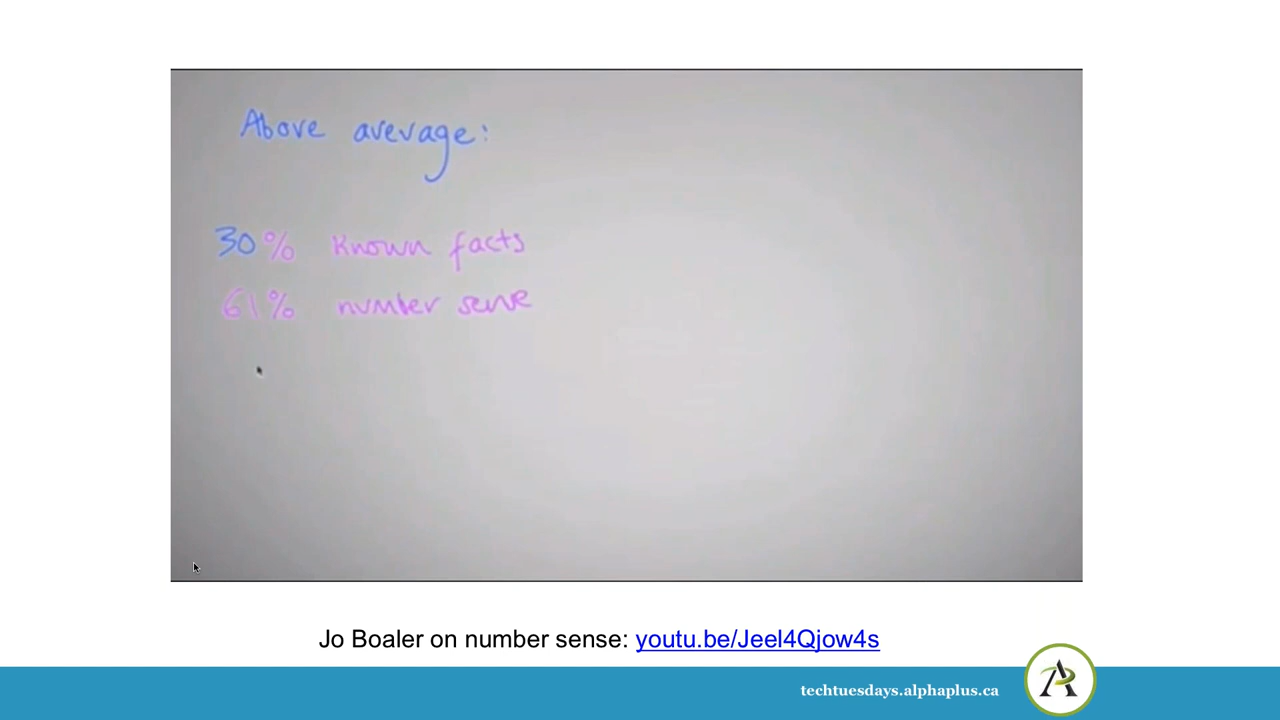 Above average:
30% Known facts
61% number sense
Jo Boaler on number sense: youtu.be/Jeel4Qjow4s
techtuesdays.alphaplus.ca